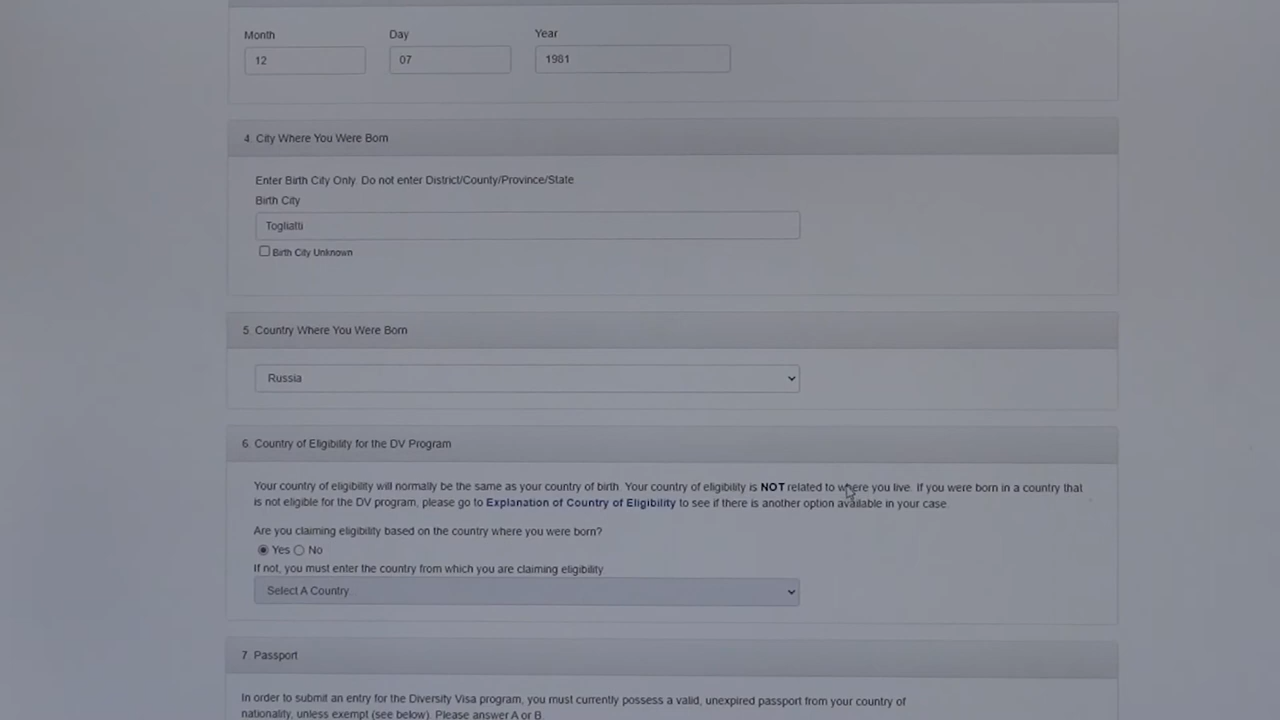 Month
Day
Year
12
07
1981
4. City Where You Were Born
Enter Birth City Only. Do not enter District/County/Province/State
Birth City
Togliatti
Birth City Unknown
5. Country Where You Were Born
Russia
6. Country of Eligibility for the DV Program
Your country of eligibility will normally be the same as your country of birth. Your country of eligibility is NOT related to where you live. If you were born in a country that
is not eligible for the DV program, please go to Explanation of Country of Eligibility to see if there is another option available in your case.
Are you claiming eligibility based on the country where you were born?
Yes No
If not, you must enter the country from which you are claiming eligibility
Select A Country
7. Passport
In order to submit an entry for the Diversity Visa program, you must currently possess a valid, unexpired passport from your country of
nationality, unless exempt (see below). Please answer A or B.